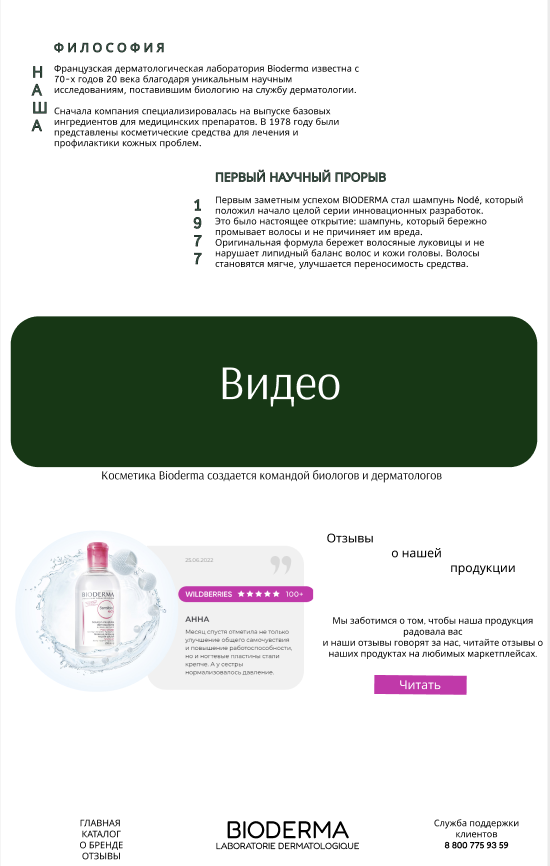 ФИЛОСОФИЯ
НАША
Французская дерматологическая лаборатория Bioderma известна с
70-х годов 20 века благодаря уникальным научным
исследованиям, поставившим биологию на службу дерматологии.
Сначала компания специализировалась на выпуске базовых
ингредиентов для медицинских препаратов. В 1978 году были
представлены косметические средства для лечения и
профилактики кожных проблем.
ПЕРВЫЙ НАУЧНЫЙ ПРОРЫВ
1977
Первым заметным успехом BIODERMA стал шампунь Nodé, который
положил начало целой серии инновационных разработок.
Это было настоящее открытие: шампунь, который бережно
промывает волосы и не причиняет им вреда.
Оригинальная формула бережет волосяные луковицы и не
нарушает липидный баланс волос и кожи головы. Волосы
становятся мягче, улучшается переносимость средства.
Видео
Косметика Bioderma создается командой биологов и дерматологов
25.06.2022
WILDBERRIES ★★★★★ 100+
АННА
Месяц спустя отметила не только
улучшение общего самочувствия
и повышение работоспособности,
но и ногтевые пластины стали
крепче. А у сестры
нормализовалось давление.
BIODERMA
Отзывы
о нашей
продукции
Мы заботимся о том, чтобы наша продукция
радовала вас
и наши отзывы говорят за нас, читайте отзывы о
наших продуктах на любимых маркетплейсах.
Читать
ГЛАВНАЯ
КАТАЛОГ
О БРЕНДЕ
ОТЗЫВЫ
BIODERMA
LABORATOIRE DERMATOLOGIQUE
Служба поддержки
клиентов
8 800 775 93 59